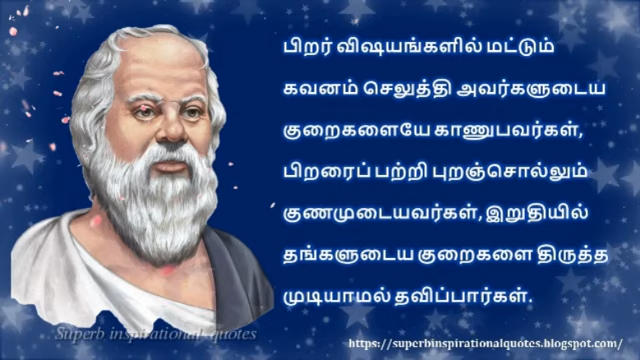 பிறர் விஷயங்களில் மட்டும்
கவனம் செலுத்தி அவர்களுடைய
குறைகளையே காணுபவர்கள்,
பிறரைப் பற்றி புறஞ்சொல்லும்
குணமுடையவர்கள், இறுதியில்
தங்களுடைய குறைகளை திருத்த
முடியாமல் தவிப்பார்கள்.
Superb inspirational quotes
https://superbinspirationalquotes.blogspot.com/